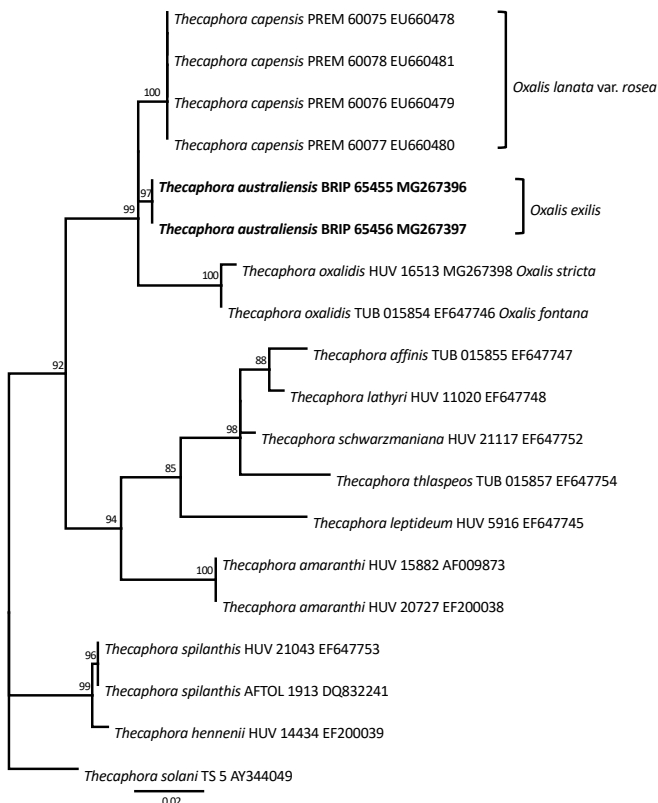 Thecaphora capensis PREM 60075 EU660478
Thecaphora capensis PREM 60078 EU660481
100
Oxalis lanata var. rosea
Thecaphora capensis PREM 60076 EU660479
Thecaphora capensis PREM 60077 EU660480
97
Thecaphora australiensis BRIP 65455 MG267396
99
Oxalis exilis
Thecaphora australiensis BRIP 65456 MG267397
100
Thecaphora oxalidis HUV 16513 MG267398 Oxalis stricta
Thecaphora oxalidis TUB 015854 EF647746 Oxalis fontana
92
88
Thecaphora affinis TUB 015855 EF647747
Thecaphora lathyri HUV 11020 EF647748
98
Thecaphora schwarzmaniana HUV 21117 EF647752
85
Thecaphora thlaspeos TUB 015857 EF647754
94
Thecaphora leptideum HUV 5916 EF647745
100
Thecaphora amaranthi HUV 15882 AF009873
Thecaphora amaranthi HUV 20727 EF200038
96
Thecaphora spilanthis HUV 21043 EF647753
99
Thecaphora spilanthis AFTOL 1913 DQ832241
Thecaphora hennenii HUV 14434 EF200039
Thecaphora solani TS 5 AY344049
0.02